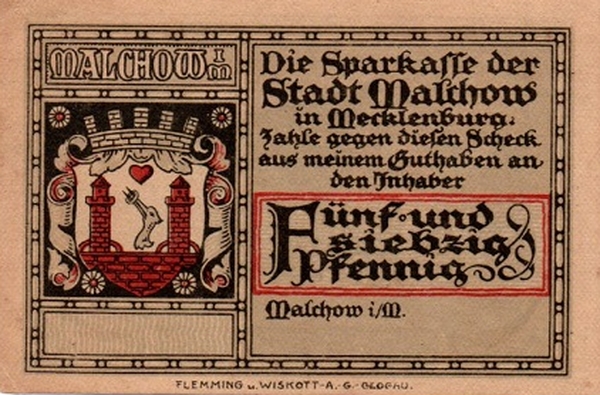 MALCHOW I/M
Die Sparkasse der
Stadt Malchow
in Mecklenburg.
Zahle gegen diesen Scheck
aus meinem Guthaben an
den Inhaber
Fünf und
siebzig
Pfennig
Malchow i/M.
FLEMMING u. WISKOTT-A.-G-GLOGAU.